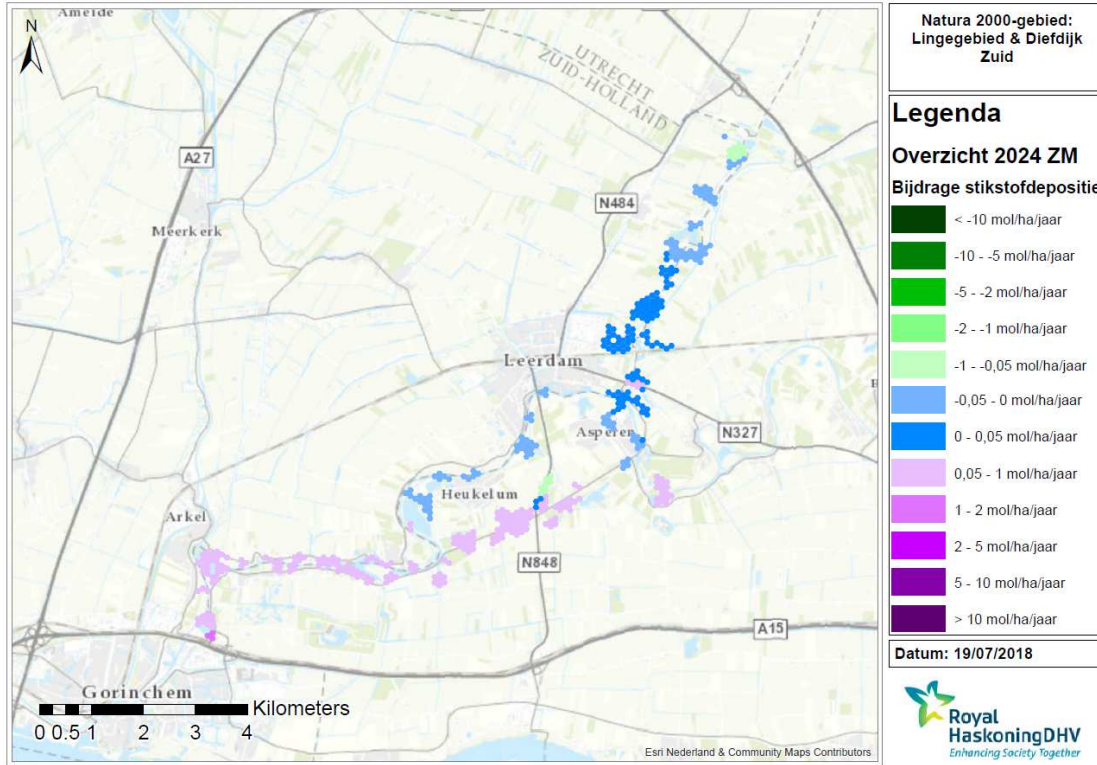 Ameide
N
UTRECHT
ZUID-HOLLAND
A27
N484
Meerkerk
Leerdam
Asperen
N327
Heukelum
Arkel
N848
A15
Gorinchem
Kilometers
0 0.5 1 2 3 4
Esri Nederland & Community Maps Contributors
Natura 2000-gebied:
Lingegebied & Diefdijk
Zuid
Legenda
Overzicht 2024 ZM
Bijdrage stikstofdepositie
< -10 mol/ha/jaar
-10 - -5 mol/ha/jaar
-5 - -2 mol/ha/jaar
-2 - -1 mol/ha/jaar
-1 - -0,05 mol/ha/jaar
-0,05 - 0 mol/ha/jaar
0 - 0,05 mol/ha/jaar
0,05 - 1 mol/ha/jaar
1 - 2 mol/ha/jaar
2 - 5 mol/ha/jaar
5 - 10 mol/ha/jaar
> 10 mol/ha/jaar
Datum: 19/07/2018
Royal
HaskoningDHV
Enhancing Society Together